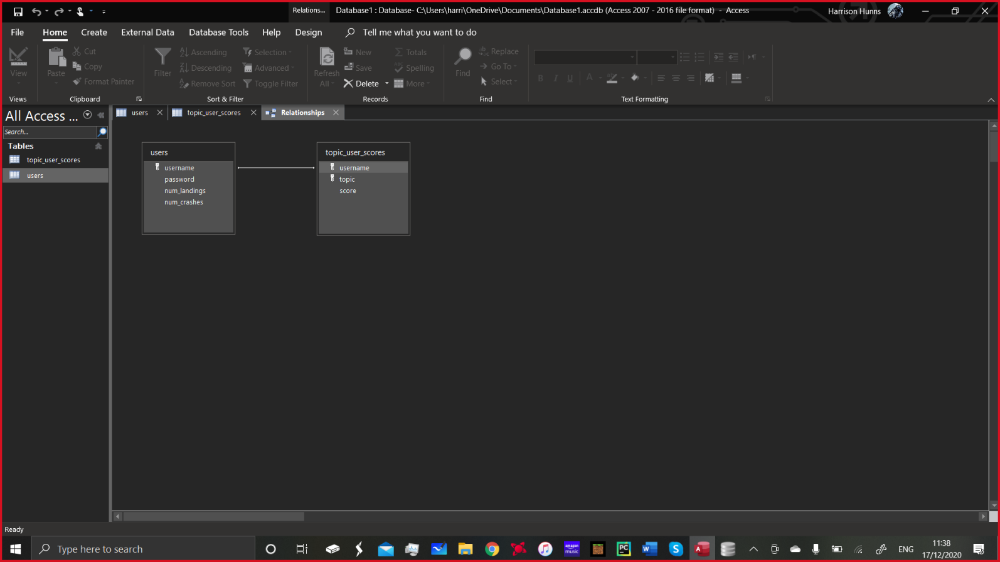 Relations...
Database1 : Database- C:\Users\harri\OneDrive\Documents\Database1.accdb (Access 2007 - 2016 file format) - Access
Harrison Hunns
File
Home
Create
External Data
Database Tools
Help
Design
Tell me what you want to do
View
Paste
Cut
Copy
Format Painter
Filter
Ascending
Descending
Remove Sort
Selection
Advanced
Toggle Filter
Refresh
All
New
Save
Delete
Totals
Spelling
More
Find
Replace
Go To
Select
B I U A
Views
Clipboard
Sort & Filter
Records
Find
Text Formatting
All Access ...
users
topic_user_scores
Relationships
Search...
Tables
topic_user_scores
users
users
username
password
num_landings
num_crashes
topic_user_scores
username
topic
score
Ready
Type here to search
amazon
music
PC
ENG
11:38
17/12/2020